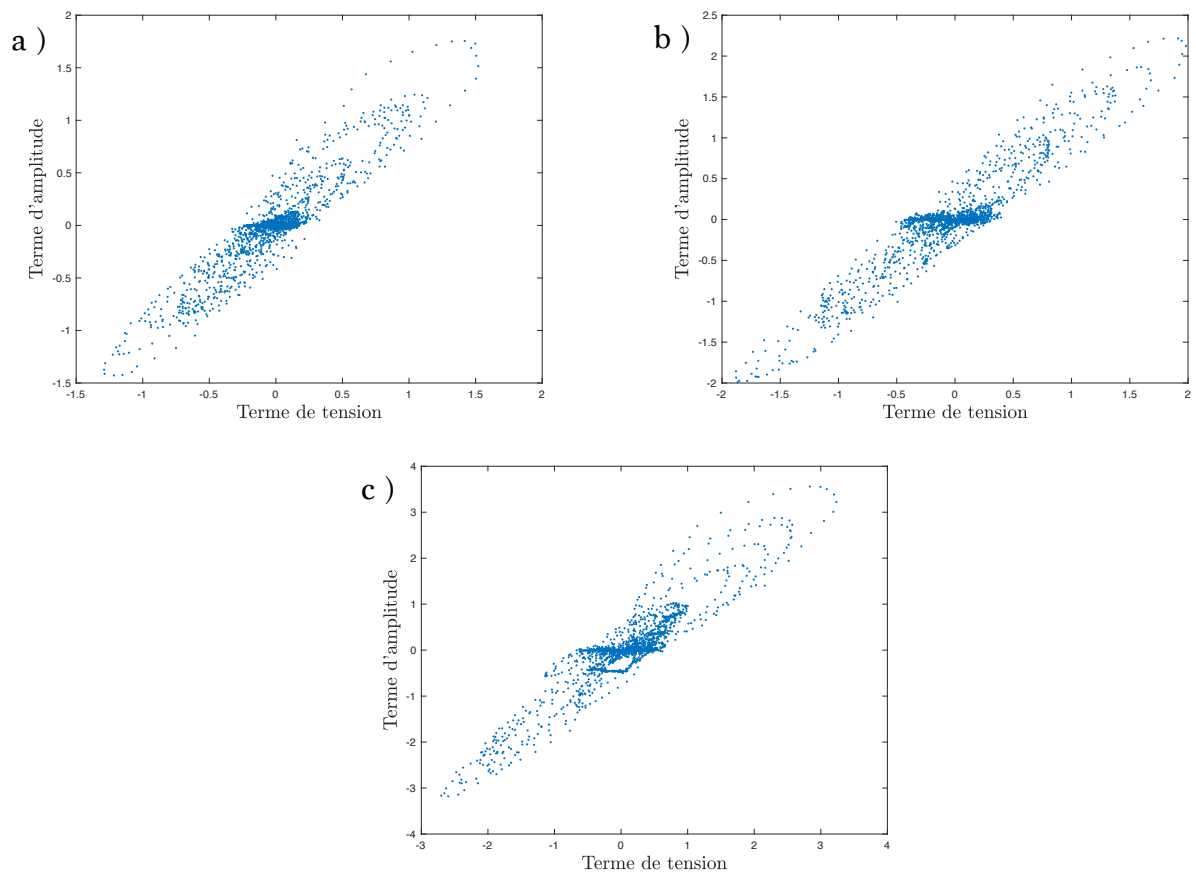 a )
2
1.5
1
0.5
0
-0.5
-1
-1.5
-1.5 -1 -0.5 0 0.5 1 1.5 2
Terme d'amplitude
Terme de tension
b )
2.5
2
1.5
1
0.5
0
-0.5
-1
-1.5
-2
-2 -1.5 -1 -0.5 0 0.5 1 1.5 2
Terme d'amplitude
Terme de tension
c )
4
3
2
1
0
-1
-2
-3
-4
-3 -2 -1 0 1 2 3 4
Terme d'amplitude
Terme de tension